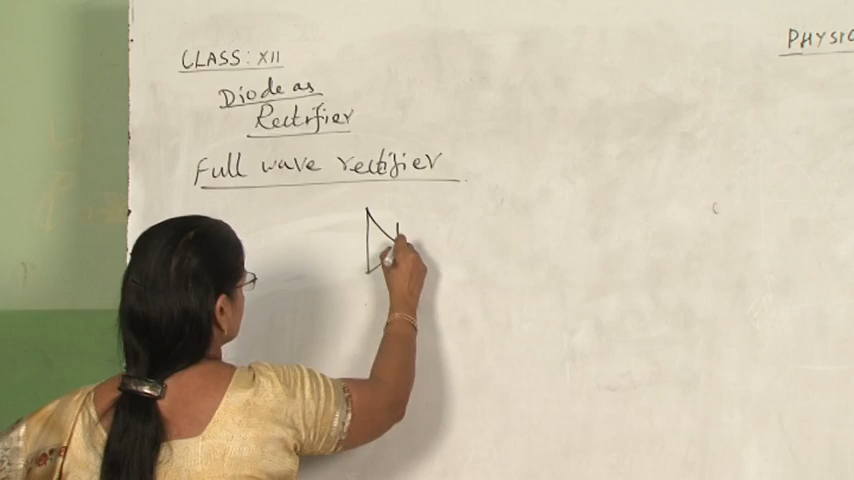 CLASS: XII
PHYSIC
Diode as
Rectifier
Full wave rectifier